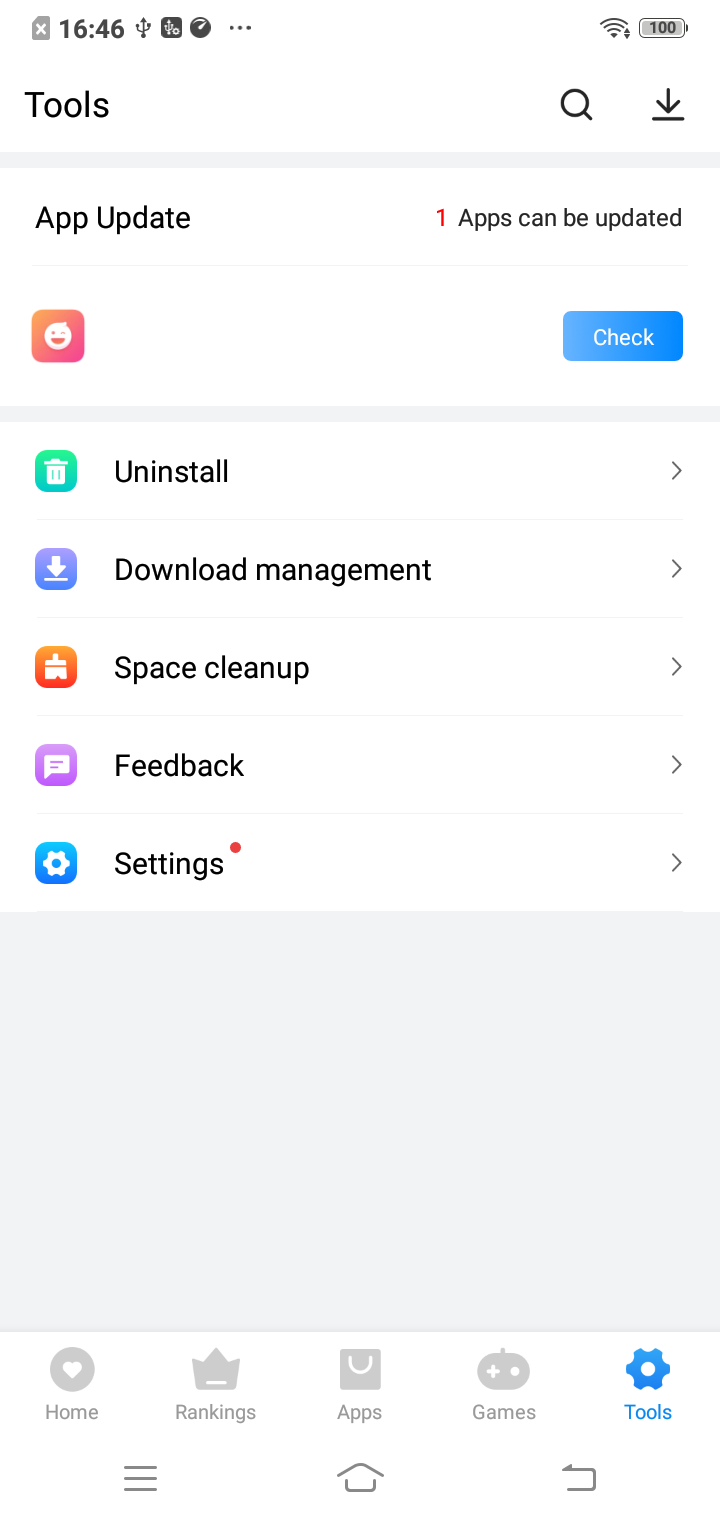 16:46
100
Tools
App Update
1 Apps can be updated
Check
Uninstall
Download management
Space cleanup
Feedback
Settings
Home
Rankings
Apps
Games
Tools